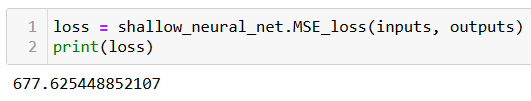 1 loss = shallow_neural_net.MSE_loss(inputs, outputs)
2 print(loss)
677.625448852107